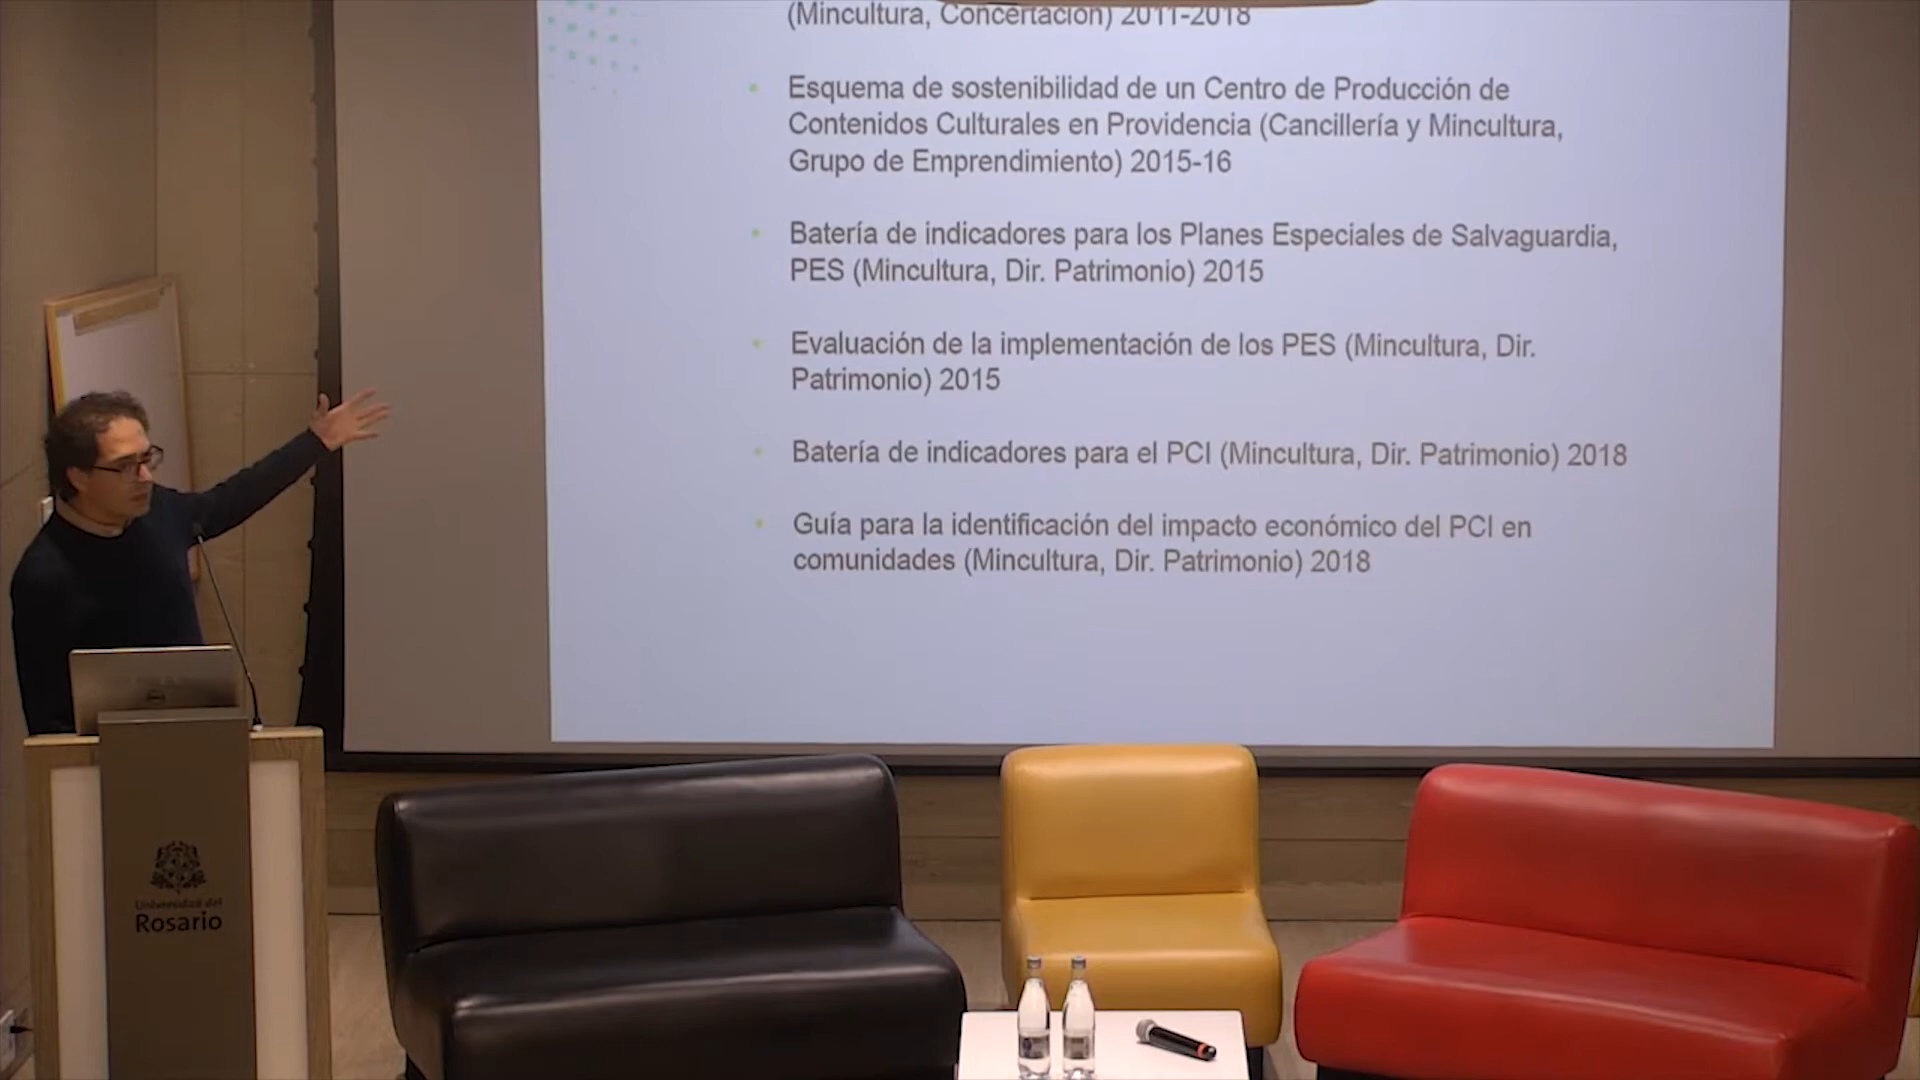 (Mincultura, Concertación) 2011-2018
Esquema de sostenibilidad de un Centro de Producción de
Contenidos Culturales en Providencia (Cancillería y Mincultura,
Grupo de Emprendimiento) 2015-16
Batería de indicadores para los Planes Especiales de Salvaguardia,
PES (Mincultura, Dir. Patrimonio) 2015
Evaluación de la implementación de los PES (Mincultura, Dir.
Patrimonio) 2015
Batería de indicadores para el PCI (Mincultura, Dir. Patrimonio) 2018
Guía para la identificación del impacto económico del PCI en
comunidades (Mincultura, Dir. Patrimonio) 2018
Universidad del
Rosario